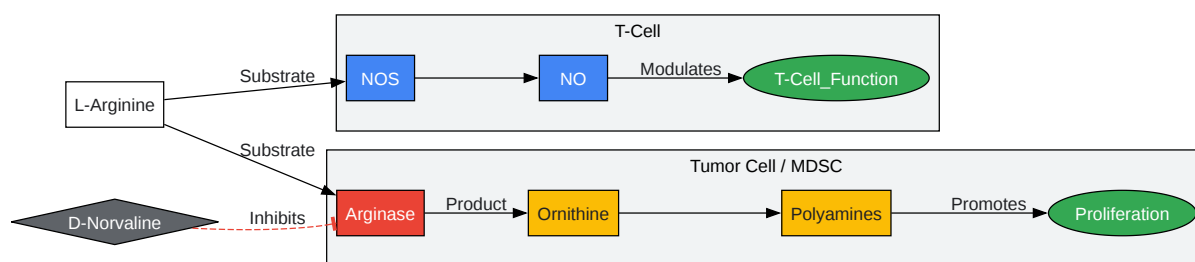 T-Cell
Substrate
NOS
NO
Modulates
T-Cell_Function
L-Arginine
Substrate
Tumor Cell / MDSC
D-Norvaline
Inhibits
Arginase
Product
Ornithine
Polyamines
Promotes
Proliferation